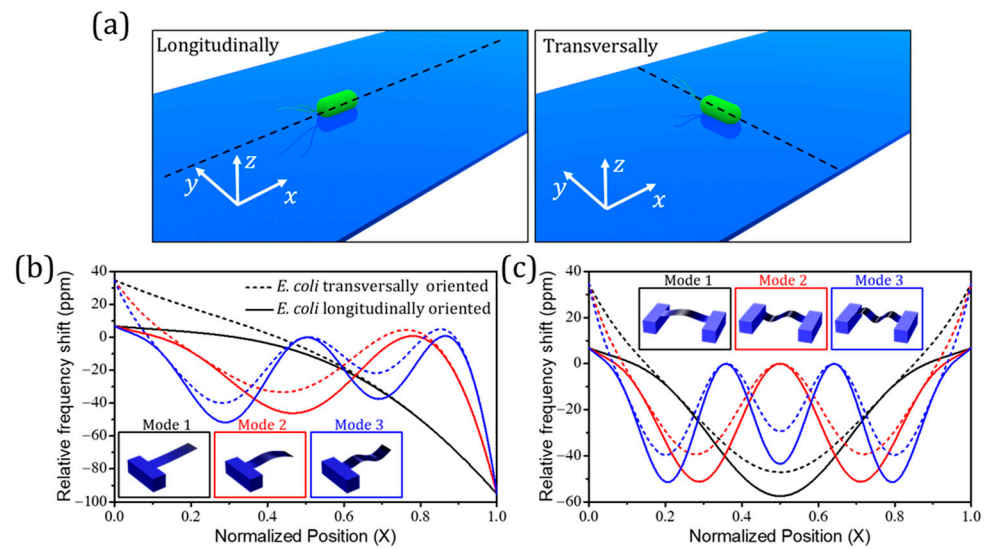 (a)
Longitudinally
z
y
x
Transversally
z
y
x
(b)
Relative frequency shift (ppm)
40
20
0
−20
−40
−60
−80
−100
E. coli transversally oriented
E. coli longitudinally oriented
Mode 1
Mode 2
Mode 3
0.0
0.2
0.4
0.6
0.8
1.0
Normalized Position (X)
(c)
Relative frequency shift (ppm)
40
20
0
−20
−40
−60
Mode 1
Mode 2
Mode 3
0.0
0.2
0.4
0.6
0.8
1.0
Normalized Position (X)